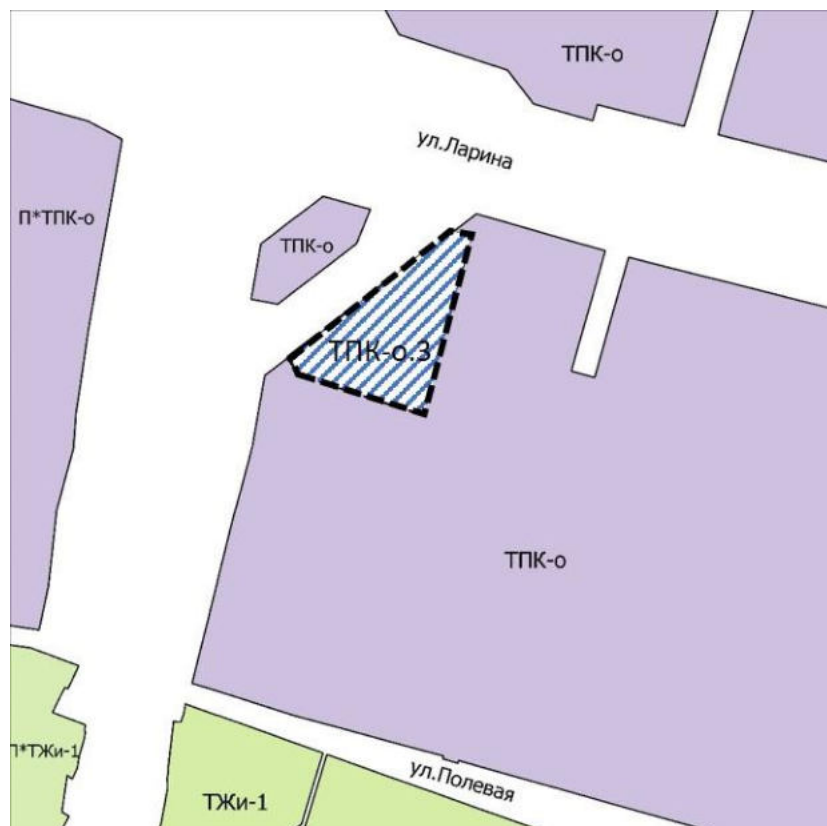 ТПК-о
ул.Ларина
П*ТПК-о
ТПК-о
ТПК-о.3
ТПК-о
П*ТЖи-1
ул.Полевая
ТЖи-1